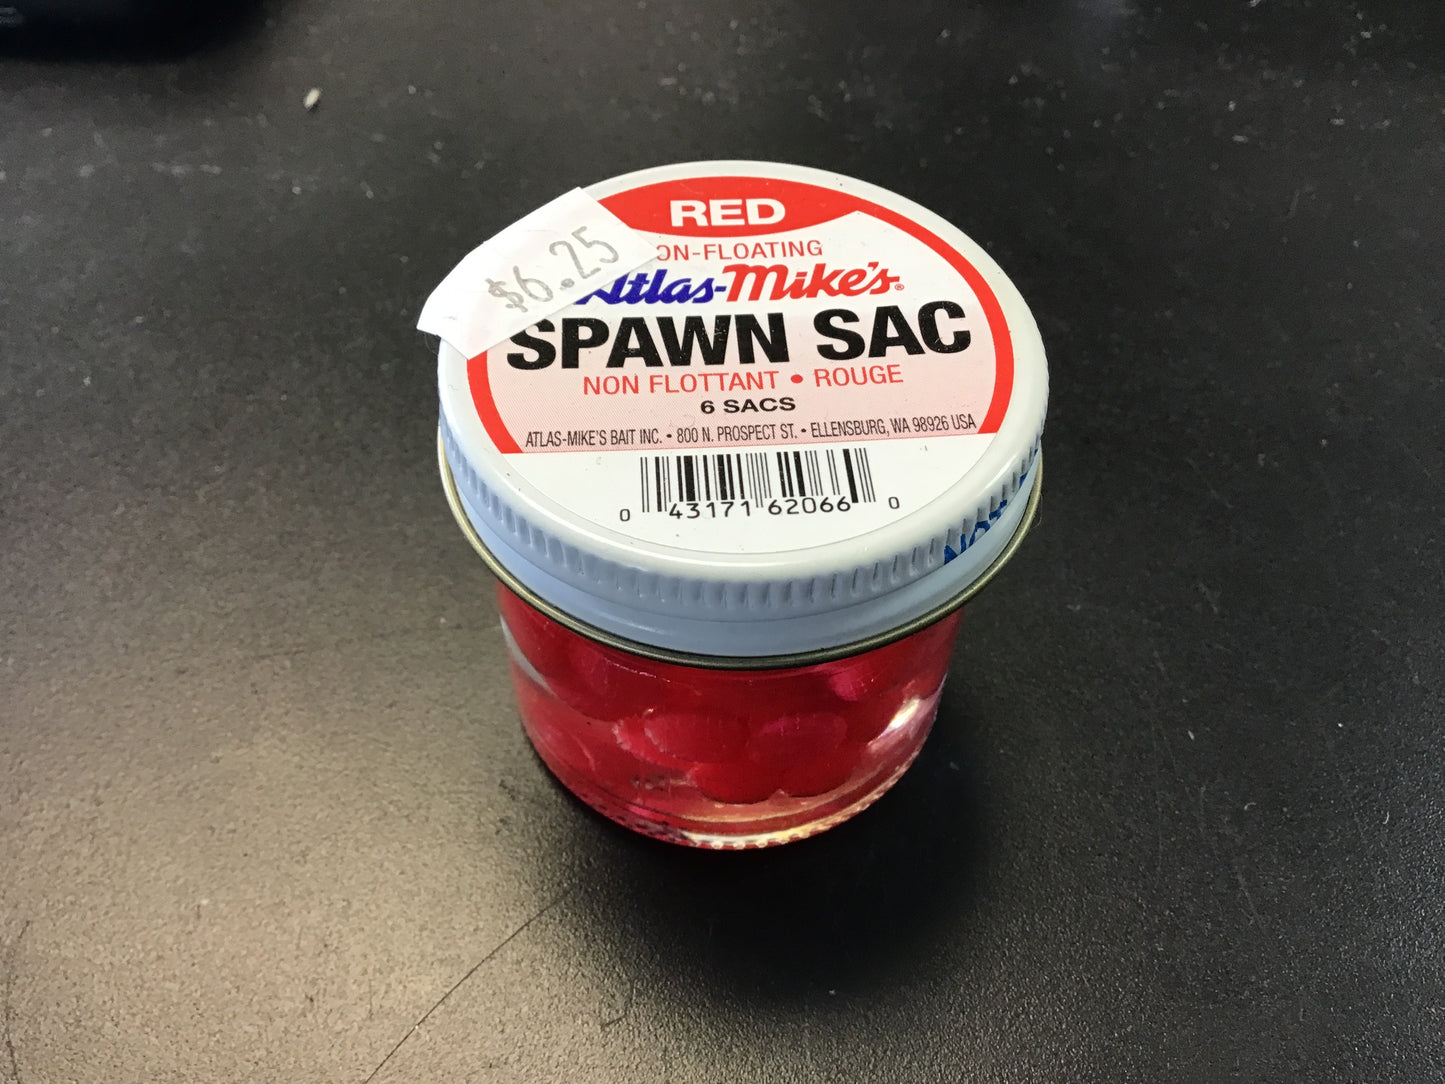 RED
ON-FLOATING
$6.25
Atlas-Mike's®
SPAWN SAC
NON FLOTTANT • ROUGE
6 SACS
ATLAS-MIKE'S BAIT INC. • 800 N. PROSPECT ST. • ELLENSBURG, WA 98926 USA
0 43171 62066 0
NOT